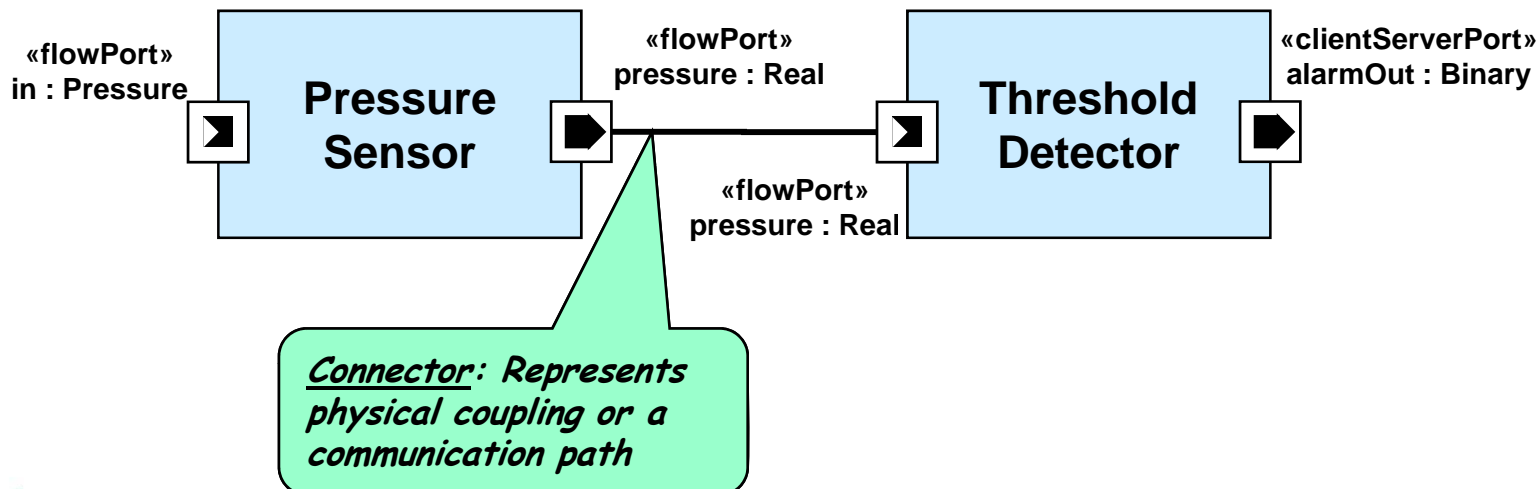 «flowPort»
in : Pressure
Pressure
Sensor
«flowPort»
pressure : Real
«flowPort»
pressure : Real
Threshold
Detector
«clientServerPort»
alarmOut : Binary
Connector: Represents
physical coupling or a
communication path